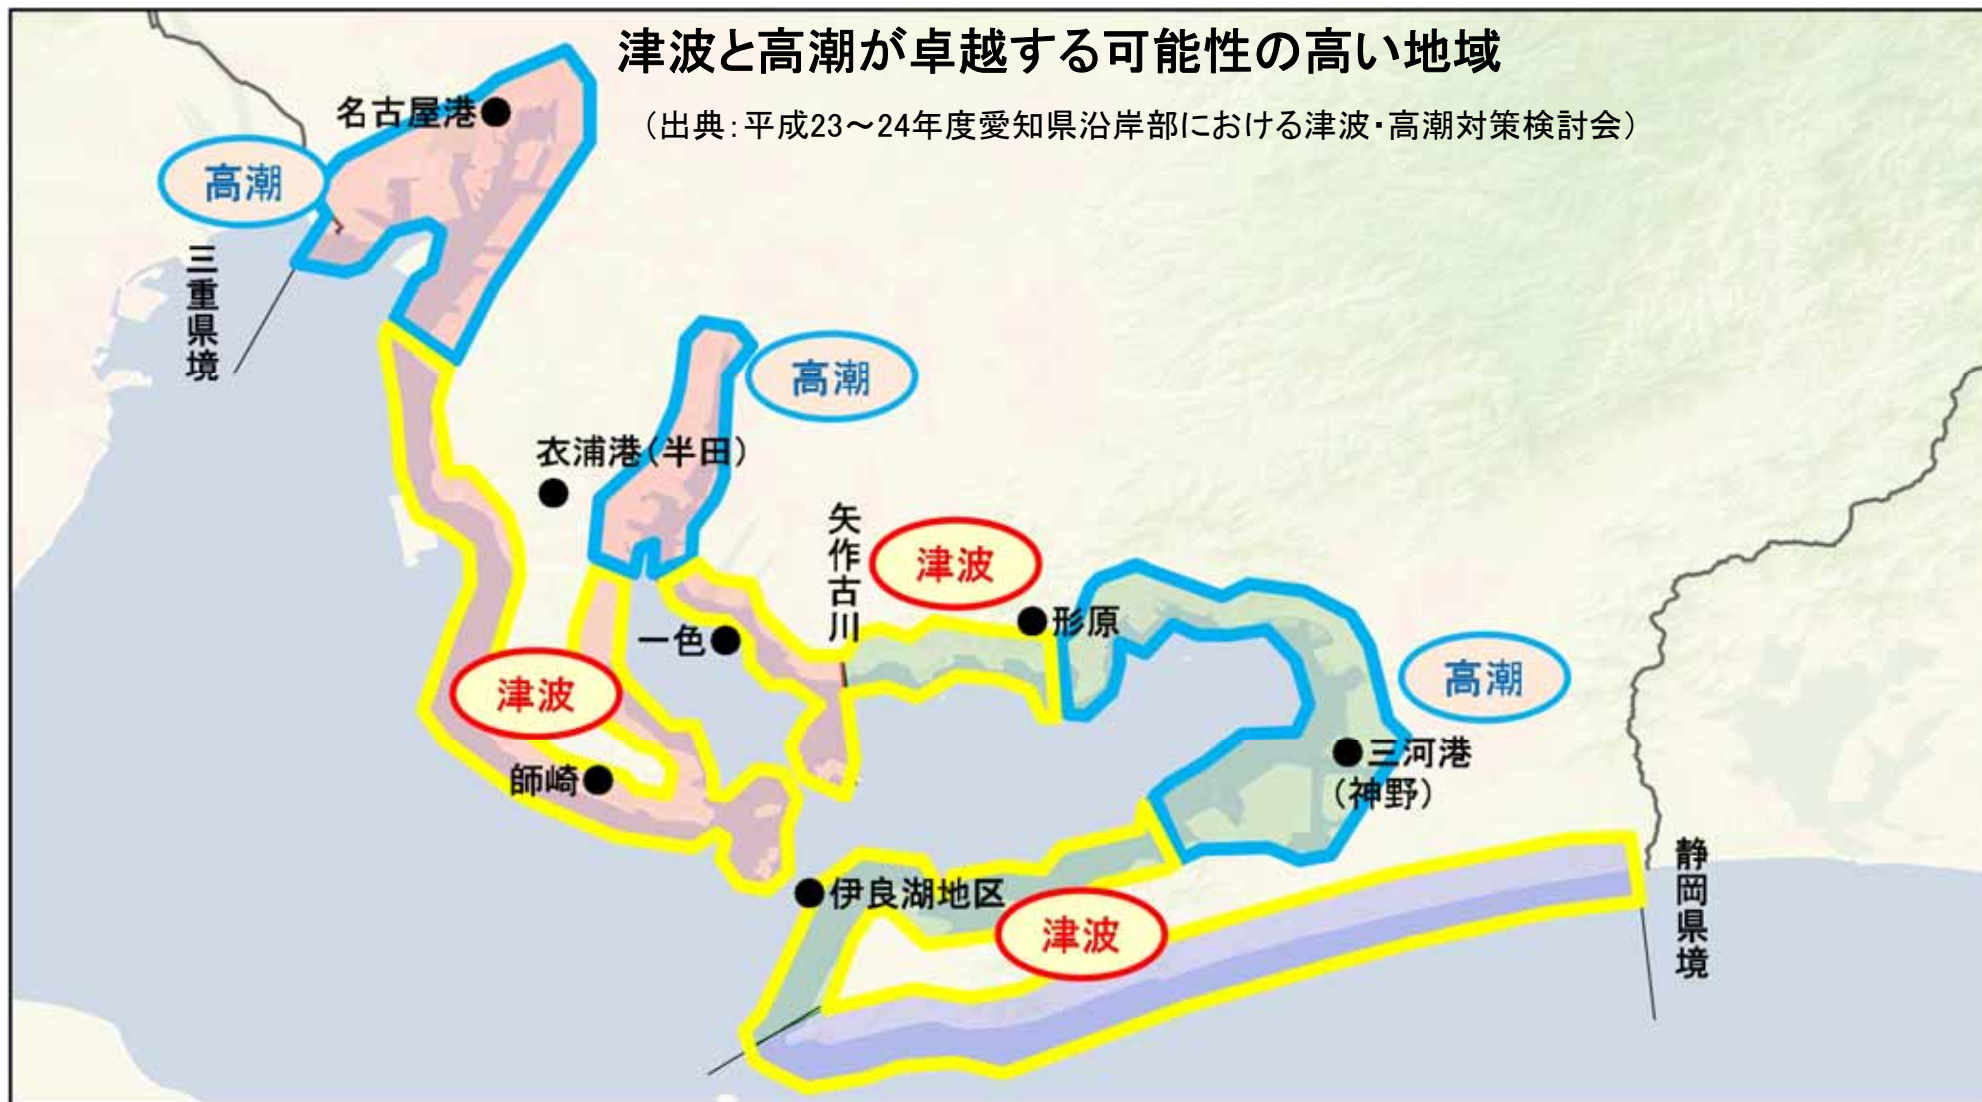 津波と高潮が卓越する可能性の高い地域
（出典：平成23～24年度愛知県沿岸部における津波・高潮対策検討会）
名古屋港
高潮
三重県境
高潮
衣浦港（半田）
矢作古川
津波
形原
一色
高潮
津波
師崎
三河港
（神野）
伊良湖地区
津波
静岡県境